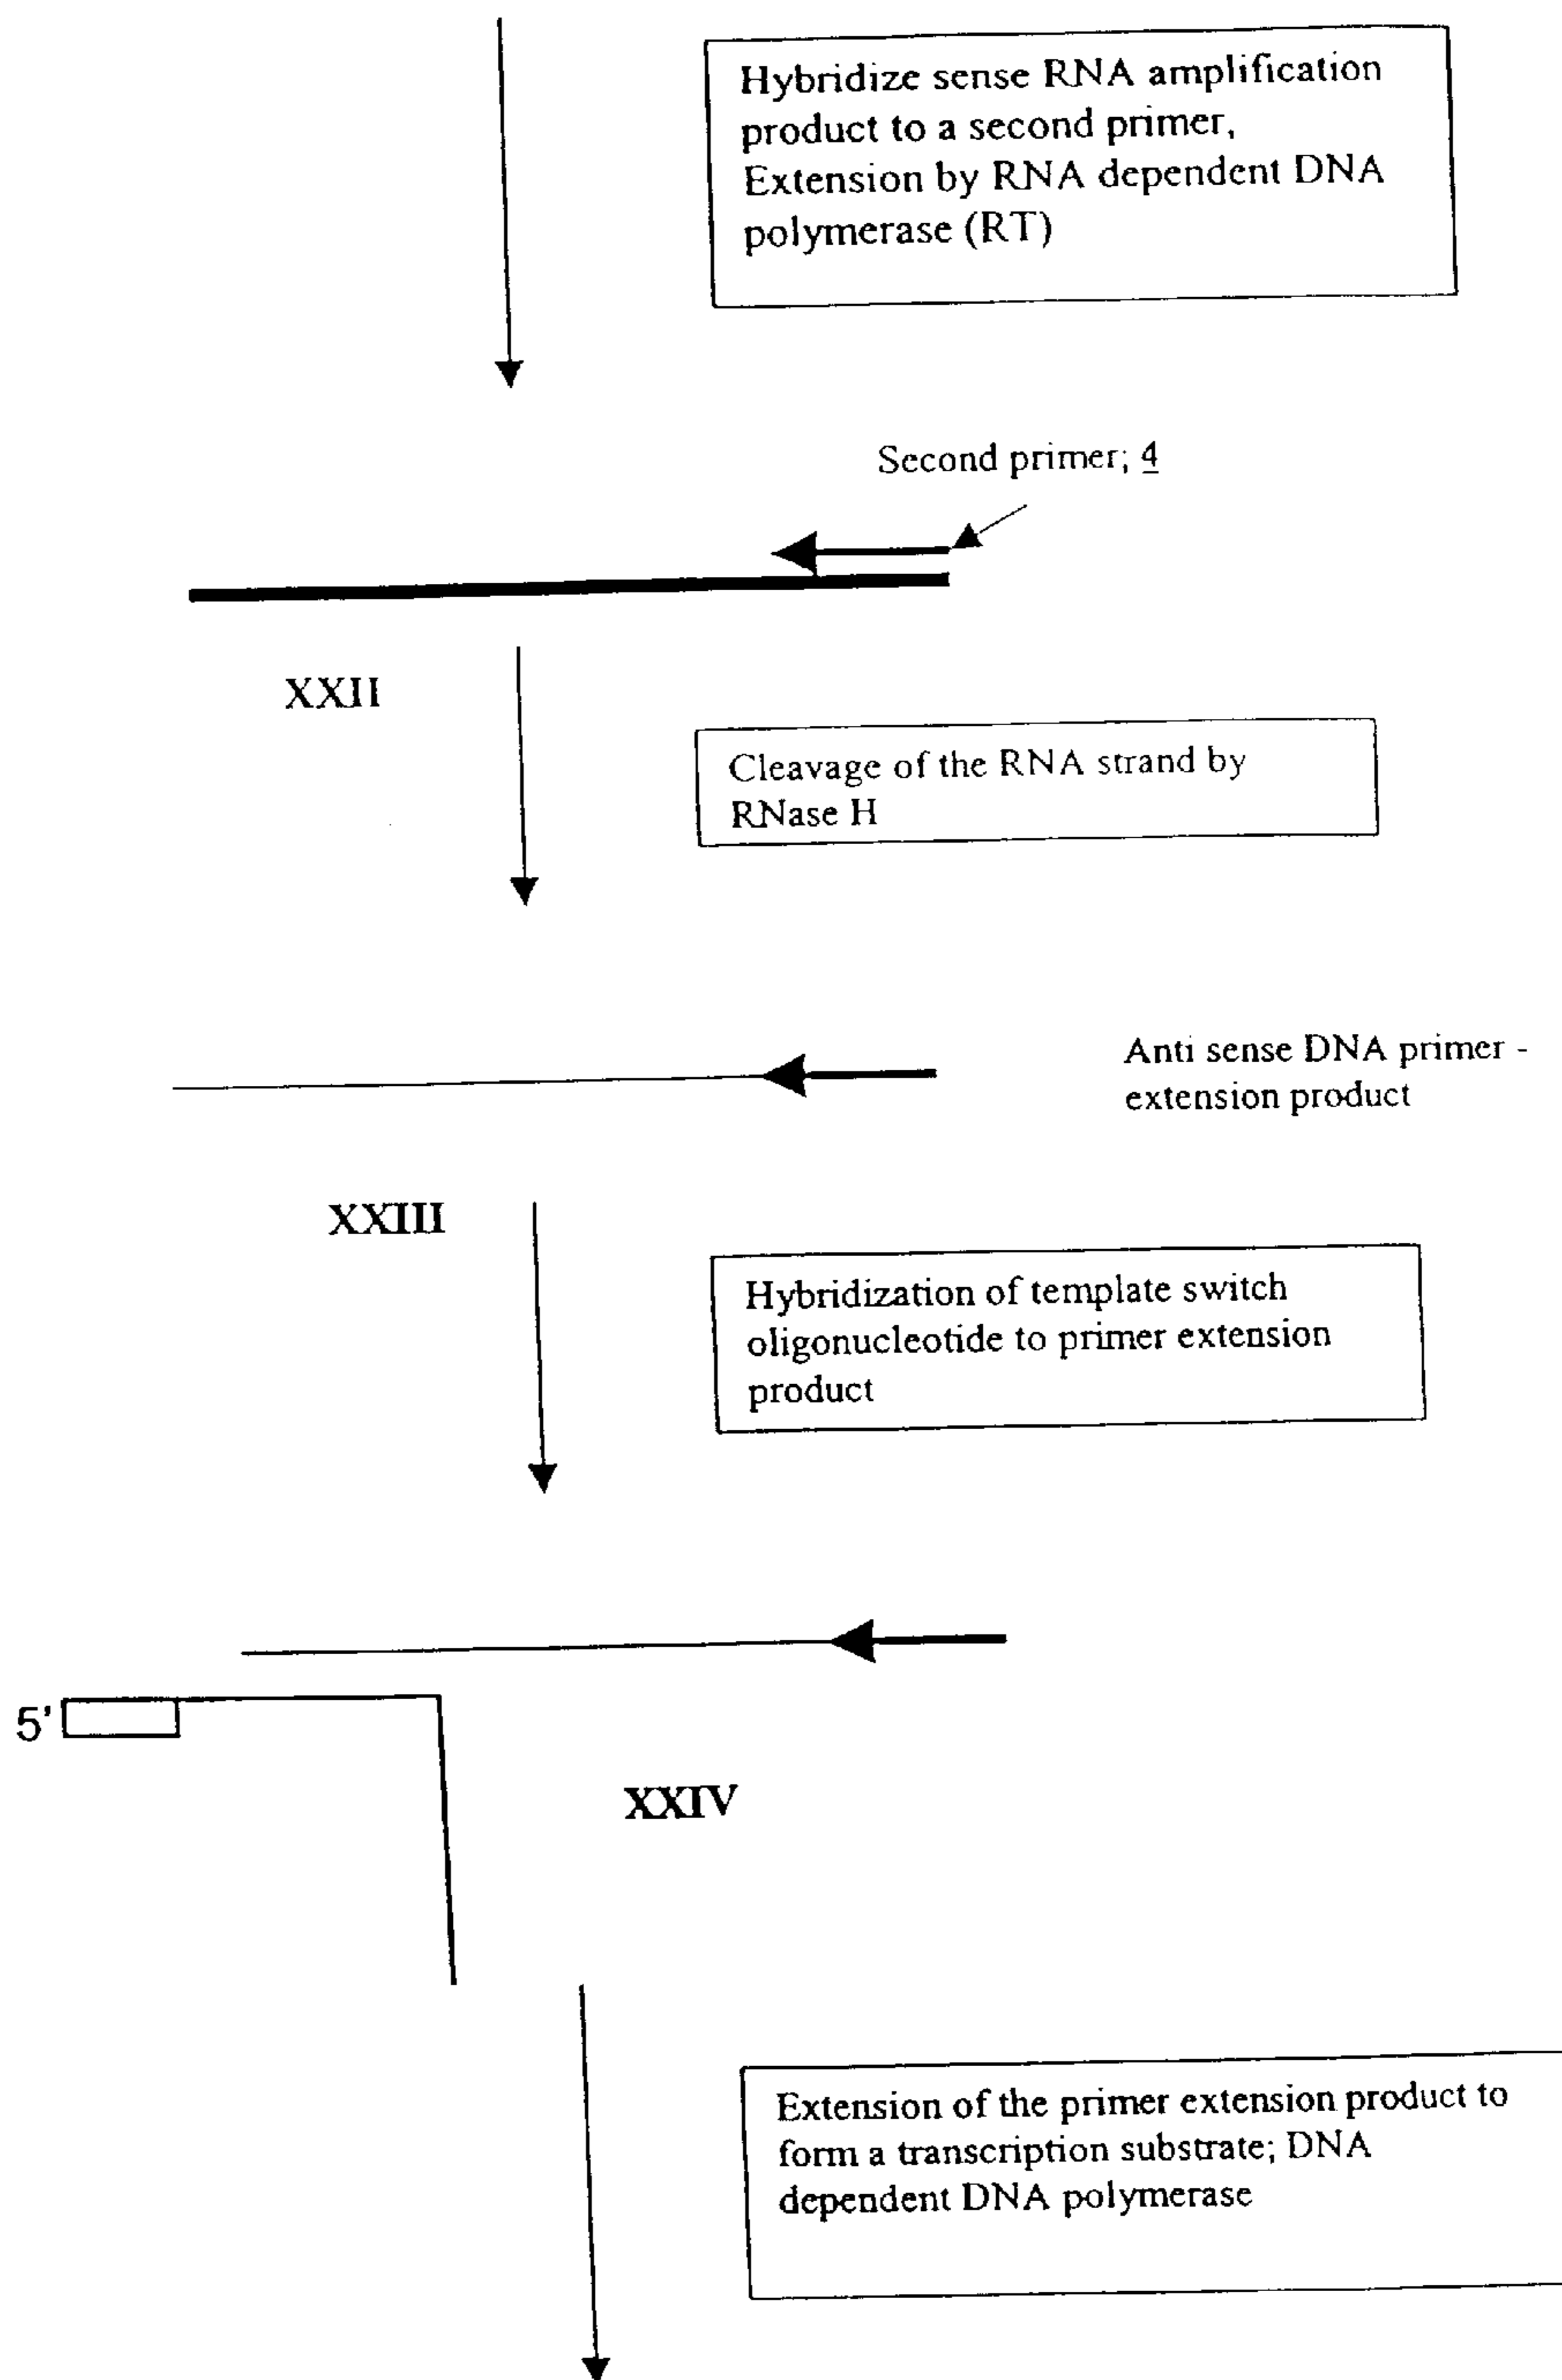 Hybridize sense RNA amplification
product to a second primer,
Extension by RNA dependent DNA
polymerase (RT)
Second primer; 4
XXII
Cleavage of the RNA strand by
RNase H
Anti sense DNA primer -
extension product
XXIII
Hybridization of template switch
oligonucleotide to primer extension
product
5'
XXIV
Extension of the primer extension product to
form a transcription substrate; DNA
dependent DNA polymerase